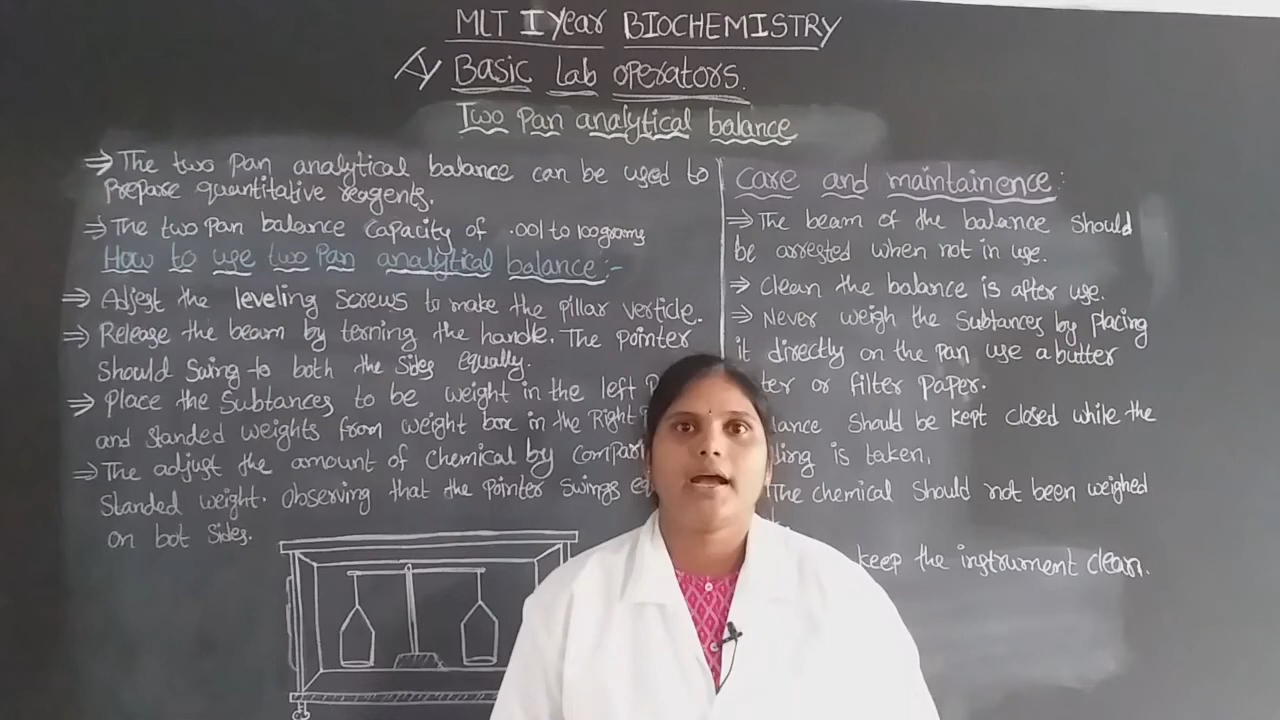 MLT I Year BIOCHEMISTRY
A) Basic Lab operators.
Two Pan analytical balance
⇒ The two Pan analytical balance can be used to
Prepare quantitative reagents.
⇒ The two Pan balance Capacity of .001 to 100grams
How to use two Pan analytical balance:-
⇒ Adjest the leveling screws to make the pillar verticle.
⇒ Release the beam by terning the handle. The pointer
should Swing to both the Sides equally.
⇒ Place the Subtances to be weight in the left
and standed weights from weight box in the Right
⇒ The adjust the amount of chemical by
Standed weight. observing that the Pointer Swings
on bot Sides.
Care and maintainence:
⇒ The beam of the balance should
be arrested when not in use.
⇒ Clean the balance is after use.
⇒ Never weigh the Subtances by placing
it directly on the pan use a butter
or filter paper.
Should be kept closed while the
is taken,
The chemical should not been weighed
keep the instrument clean.